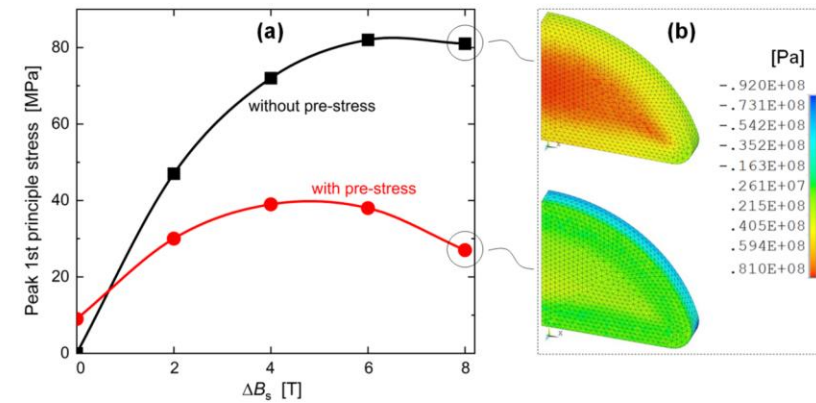 (a)
(b)
Peak 1st principle stress [MPa]
80
60
40
20
0
without pre-stress
with pre-stress
0 2 4 6 8
ΔBs [T]
[Pa]
-.920E+08
-.731E+08
-.542E+08
-.352E+08
-.163E+08
.261E+07
.215E+08
.405E+08
.594E+08
.810E+08